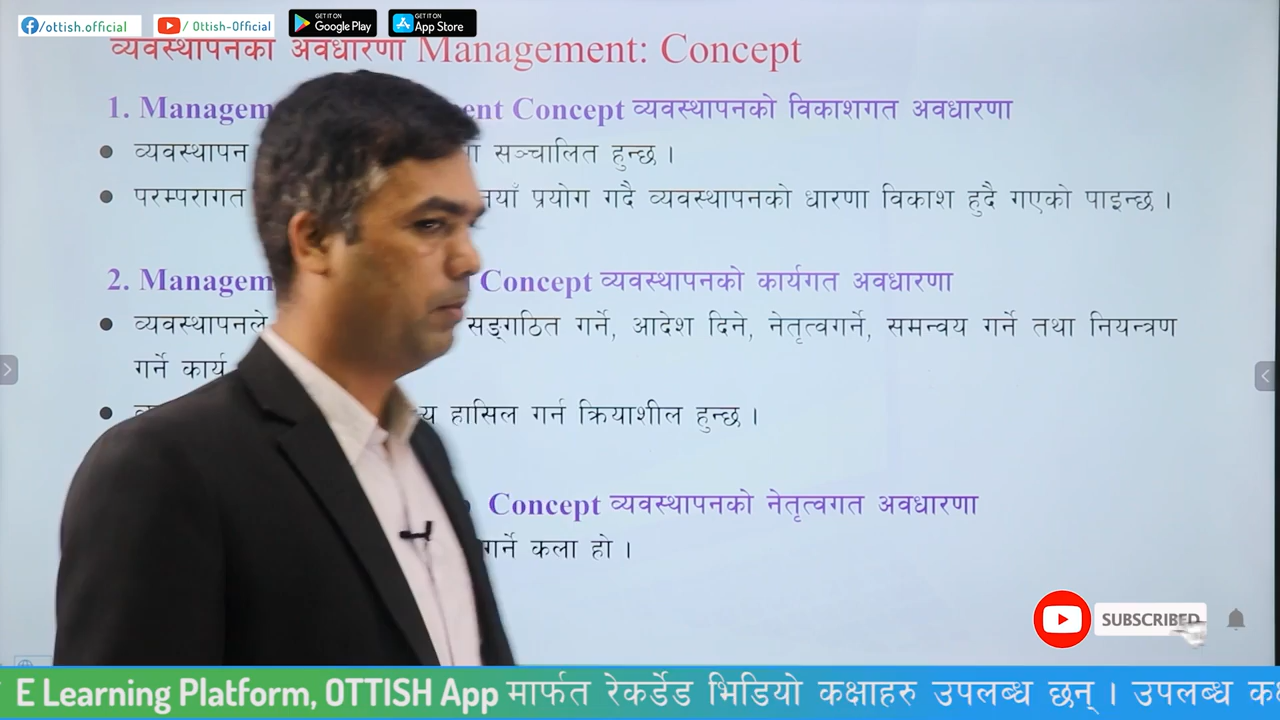 /ottish.official
/ Ottish-Official
GET IT ON
Google Play
GET IT ON
App Store
व्यवस्थापनको अवधारणा Management: Concept
1. Managem ent Concept व्यवस्थापनको विकाशगत अवधारणा
व्यवस्थापन सञ्चालित हुन्छ ।
परम्परागत नयाँ प्रयोग गर्दै व्यवस्थापनको धारणा विकाश हुदै गएको पाइन्छ ।
2. Managem Concept व्यवस्थापनको कार्यगत अवधारणा
व्यवस्थापनले सङ्गठित गर्ने, आदेश दिने, नेतृत्वगर्ने, समन्वय गर्ने तथा नियन्त्रण
गर्ने कार्य
हासिल गर्न क्रियाशील हुन्छ ।
Concept व्यवस्थापनको नेतृत्वगत अवधारणा
गर्ने कला हो ।
SUBSCRIBED
E Learning Platform, OTTISH App मार्फत रेकर्डेड भिडियो कक्षाहरु उपलब्ध छन् । उपलब्ध